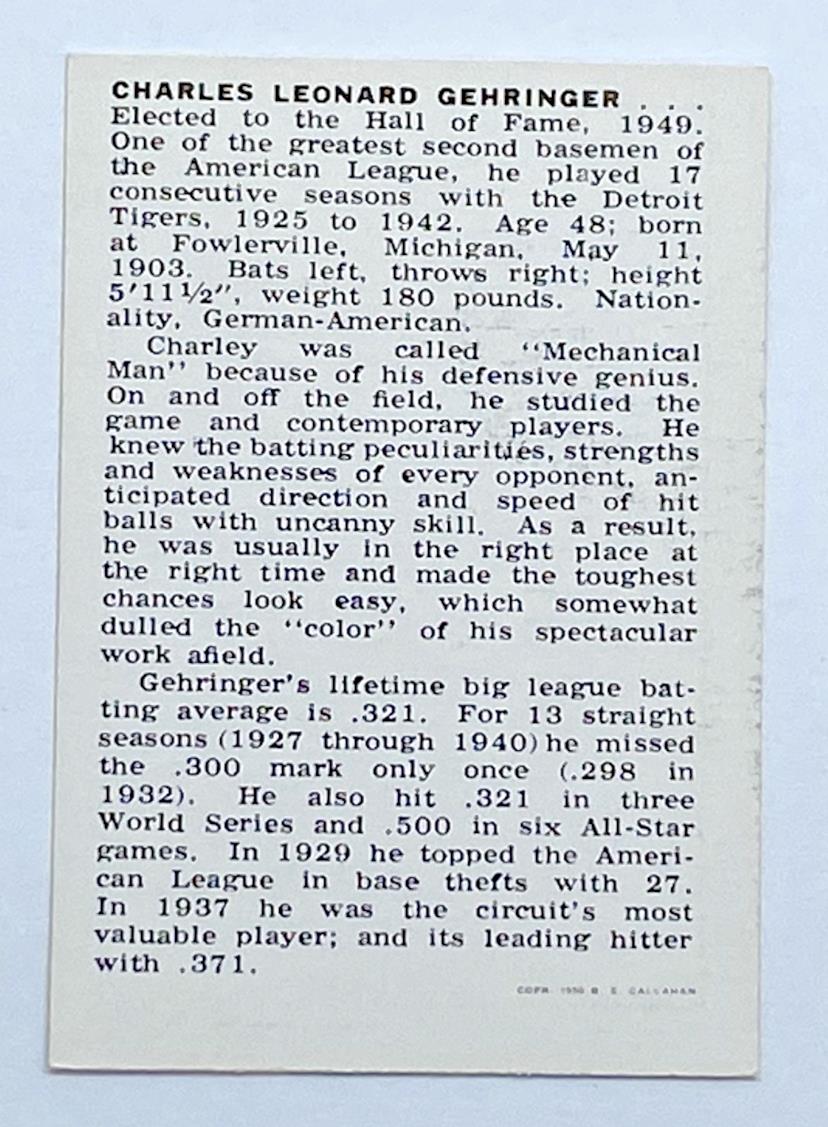 CHARLES LEONARD GEHRINGER . . .
Elected to the Hall of Fame, 1949.
One of the greatest second basemen of
the American League, he played 17
consecutive seasons with the Detroit
Tigers, 1925 to 1942. Age 48; born
at Fowlerville, Michigan, May 11,
1903. Bats left, throws right; height
5'11½", weight 180 pounds. Nation-
ality, German-American.
Charley was called "Mechanical
Man" because of his defensive genius.
On and off the field, he studied the
game and contemporary players. He
knew the batting peculiarities, strengths
and weaknesses of every opponent, an-
ticipated direction and speed of hit
balls with uncanny skill. As a result,
he was usually in the right place at
the right time and made the toughest
chances look easy, which somewhat
dulled the "color" of his spectacular
work afield.
Gehringer's lifetime big league bat-
ting average is .321. For 13 straight
seasons (1927 through 1940) he missed
the .300 mark only once (.298 in
1932). He also hit .321 in three
World Series and .500 in six All-Star
games. In 1929 he topped the Ameri-
can League in base thefts with 27.
In 1937 he was the circuit's most
valuable player; and its leading hitter
with .371.
COPR. 1950 B. E. CALLAHAN